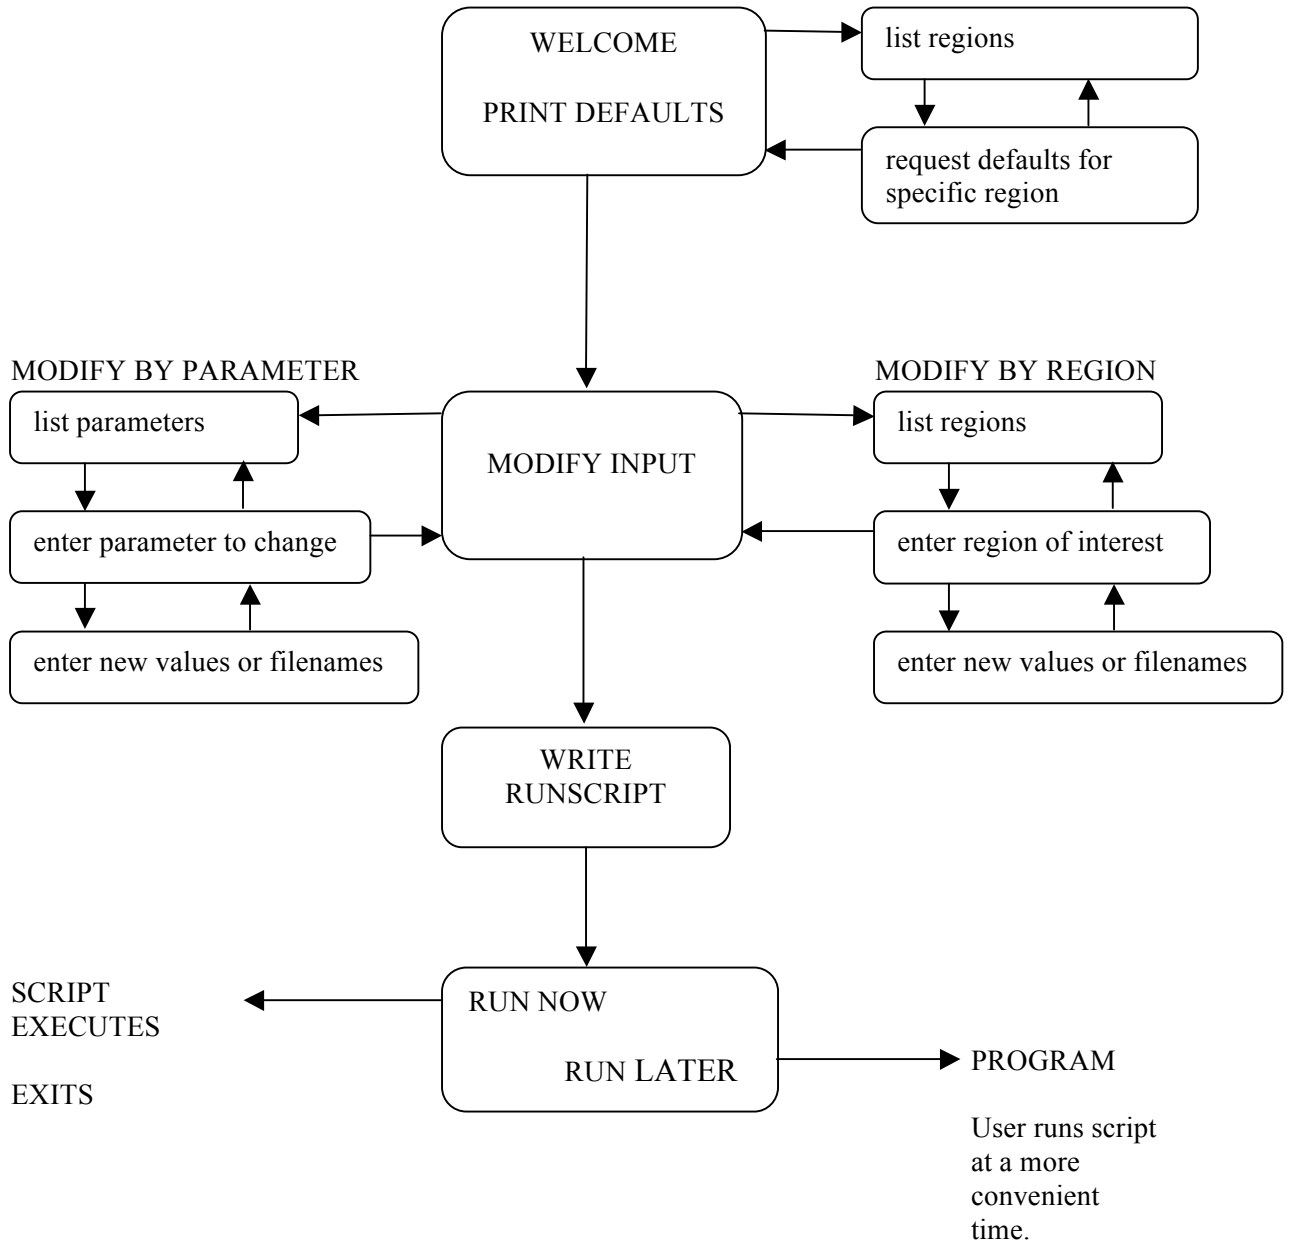 WELCOME
PRINT DEFAULTS
list regions
request defaults for
specific region
MODIFY BY PARAMETER
list parameters
enter parameter to change
enter new values or filenames
MODIFY INPUT
MODIFY BY REGION
list regions
enter region of interest
enter new values or filenames
WRITE
RUNSCRIPT
RUN NOW
RUN LATER
SCRIPT
EXECUTES
EXITS
PROGRAM
User runs script
at a more
convenient
time.